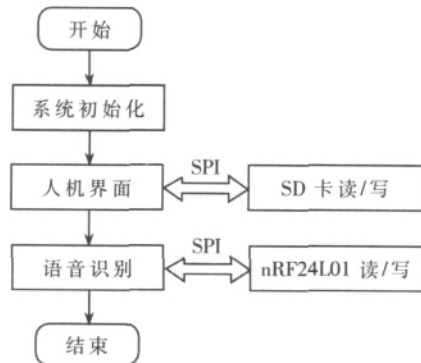 开始
系统初始化
人机界面
SPI
SD 卡读/写
语音识别
SPI
nRF24L01 读/写
结束